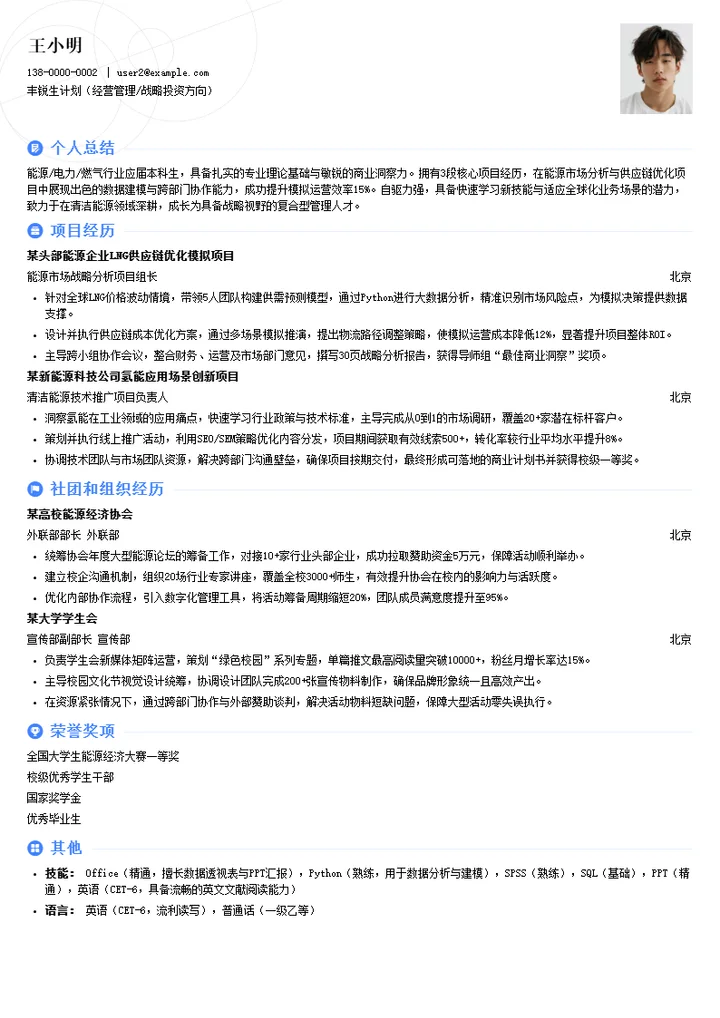 王小明
138-0000-0002 | user2@example.com
丰锐生计划（经营管理/战略投资方向）
个人总结
能源/电力/燃气行业应届本科生，具备扎实的专业理论基础与敏锐的商业洞察力。拥有3段核心项目经历，在能源市场分析与供应链优化项
目中展现出色的数据建模与跨部门协作能力，成功提升模拟运营效率15%。自驱力强，具备快速学习新技能与适应全球化业务场景的潜力，
致力于在清洁能源领域深耕，成长为具备战略视野的复合型管理人才。
项目经历
某头部能源企业LNG供应链优化模拟项目
能源市场战略分析项目组长 北京
• 针对全球LNG价格波动情境，带领5人团队构建供需预测模型，通过Python进行大数据分析，精准识别市场风险点，为模拟决策提供数据
支撑。
• 设计并执行供应链成本优化方案，通过多场景模拟推演，提出物流路径调整策略，使模拟运营成本降低12%，显著提升项目整体ROI。
• 主导跨小组协作会议，整合财务、运营及市场部门意见，撰写30页战略分析报告，获得导师组“最佳商业洞察”奖项。
某新能源科技公司氢能应用场景创新项目
清洁能源技术推广项目负责人 北京
• 洞察氢能在工业领域的应用痛点，快速学习行业政策与技术标准，主导完成从0到1的市场调研，覆盖20+家潜在标杆客户。
• 策划并执行线上推广活动，利用SEO/SEM策略优化内容分发，项目期间获取有效线索500+，转化率较行业平均水平提升8%。
• 协调技术团队与市场团队资源，解决跨部门沟通壁垒，确保项目按期交付，最终形成可落地的商业计划书并获得校级一等奖。
社团和组织经历
某高校能源经济协会
外联部部长 外联部 北京
• 统筹协会年度大型能源论坛的筹备工作，对接10+家行业头部企业，成功拉取赞助资金5万元，保障活动顺利举办。
• 建立校企沟通机制，组织20场行业专家讲座，覆盖全校3000+师生，有效提升协会在校内的影响力与活跃度。
• 优化内部协作流程，引入数字化管理工具，将活动筹备周期缩短20%，团队成员满意度提升至95%。
某大学学生会
宣传部副部长 宣传部 北京
• 负责学生会新媒体矩阵运营，策划“绿色校园”系列专题，单篇推文最高阅读量突破10000+，粉丝月增长率达15%。
• 主导校园文化节视觉设计统筹，协调设计团队完成200+张宣传物料制作，确保品牌形象统一且高效产出。
• 在资源紧张情况下，通过跨部门协作与外部赞助谈判，解决活动物料短缺问题，保障大型活动零失误执行。
荣誉奖项
全国大学生能源经济大赛一等奖
校级优秀学生干部
国家奖学金
优秀毕业生
其他
• 技能： Office（精通，擅长数据透视表与PPT汇报），Python（熟练，用于数据分析与建模），SPSS（熟练），SQL（基础），PPT（精
通），英语（CET-6，具备流畅的英文文献阅读能力）
• 语言： 英语（CET-6，流利读写），普通话（一级乙等）